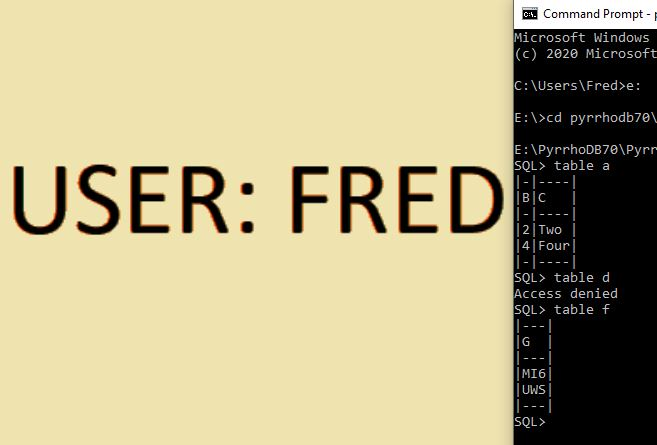 USER: FRED
Command Prompt - p
Microsoft Windows
(c) 2020 Microsoft
C:\Users\Fred>e:
E:\>cd pyrrhodb70\
E:\PyrrhoDB70\Pyrr
SQL> table a
|-|----|
|B|C   |
|-|----|
|2|Two |
|4|Four|
|-|----|
SQL> table d
Access denied
SQL> table f
|---|
|G  |
|---|
|MI6|
|UWS|
|---|
SQL>